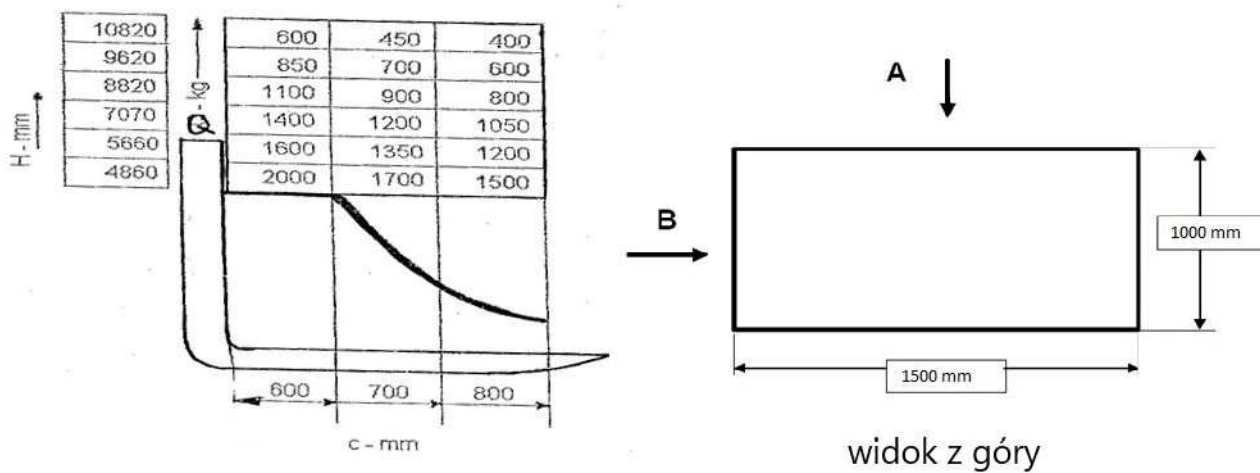 10820
9620
8820
7070
5660
4860
H - mm
Q - kg
600 450 400
850 700 600
1100 900 800
1400 1200 1050
1600 1350 1200
2000 1700 1500
600 700 800
c - mm
A
B
1000 mm
1500 mm
widok z góry